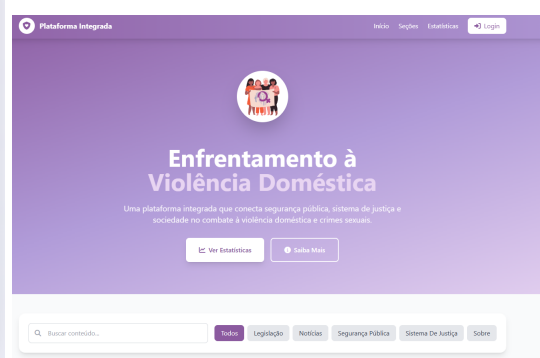 Plataforma Integrada
Início Seções Estatísticas Login
Enfrentamento à
Violência Doméstica
Uma plataforma integrada que conecta segurança pública, sistema de justiça e
sociedade no combate à violência doméstica e crimes sexuais.
Ver Estatísticas Saiba Mais
Buscar conteúdo... Todos Legislação Notícias Segurança Pública Sistema De Justiça Sobre